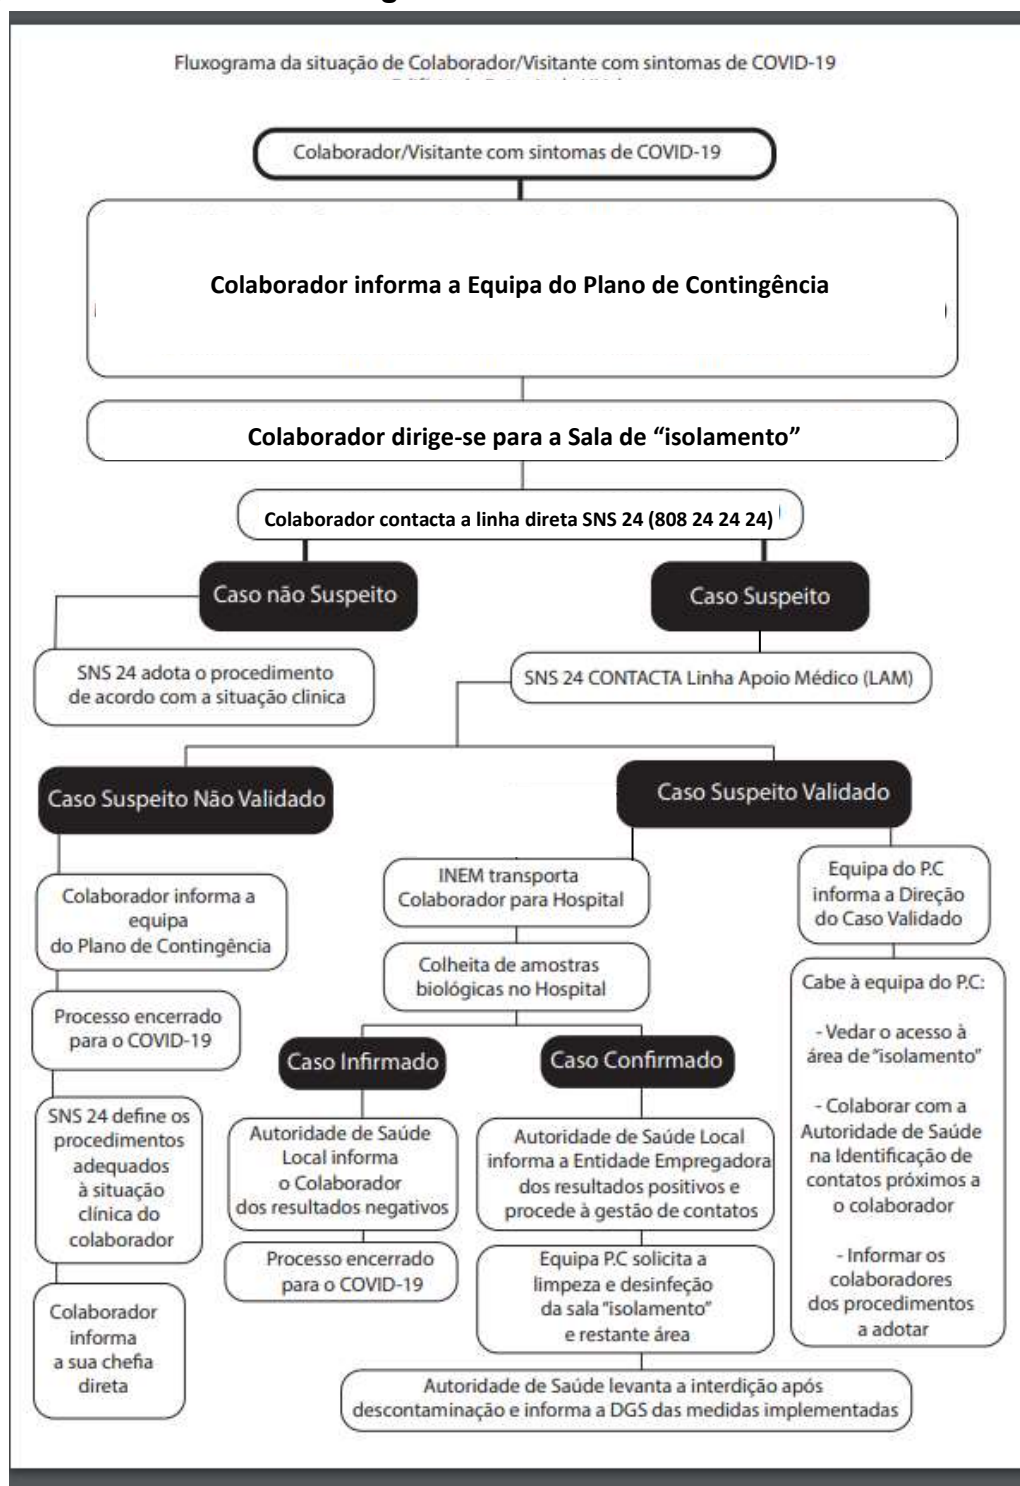 Fluxograma da situação de Colaborador/Visitante com sintomas de COVID-19
Colaborador/Visitante com sintomas de COVID-19
Colaborador informa a Equipa do Plano de Contingência
Colaborador dirige-se para a Sala de “isolamento”
Colaborador contacta a linha direta SNS 24 (808 24 24 24)
Caso não Suspeito
Caso Suspeito
SNS 24 adota o procedimento
de acordo com a situação clinica
SNS 24 CONTACTA Linha Apoio Médico (LAM)
Caso Suspeito Não Validado
Caso Suspeito Validado
Colaborador informa a
equipa
do Plano de Contingência
Processo encerrado
para o COVID-19
SNS 24 define os
procedimentos
adequados
à situação
clínica do
colaborador
Colaborador
informa
a sua chefia
direta
INEM transporta
Colaborador para Hospital
Colheita de amostras
biológicas no Hospital
Caso Infirmado
Caso Confirmado
Autoridade de Saúde
Local informa
o Colaborador
dos resultados negativos
Processo encerrado
para o COVID-19
Autoridade de Saúde Local
informa a Entidade Empregadora
dos resultados positivos e
procede à gestão de contatos
Equipa P.C solicita a
limpeza e desinfeção
da sala “isolamento”
e restante área
Autoridade de Saúde levanta a interdição após
descontaminação e informa a DGS das medidas implementadas
Equipa do P.C
informa a Direção
do Caso Validado
Cabe à equipa do P.C:
- Vedar o acesso à
área de “isolamento”
- Colaborar com a
Autoridade de Saúde
na Identificação de
contatos próximos a
o colaborador
- Informar os
colaboradores
dos procedimentos
a adotar